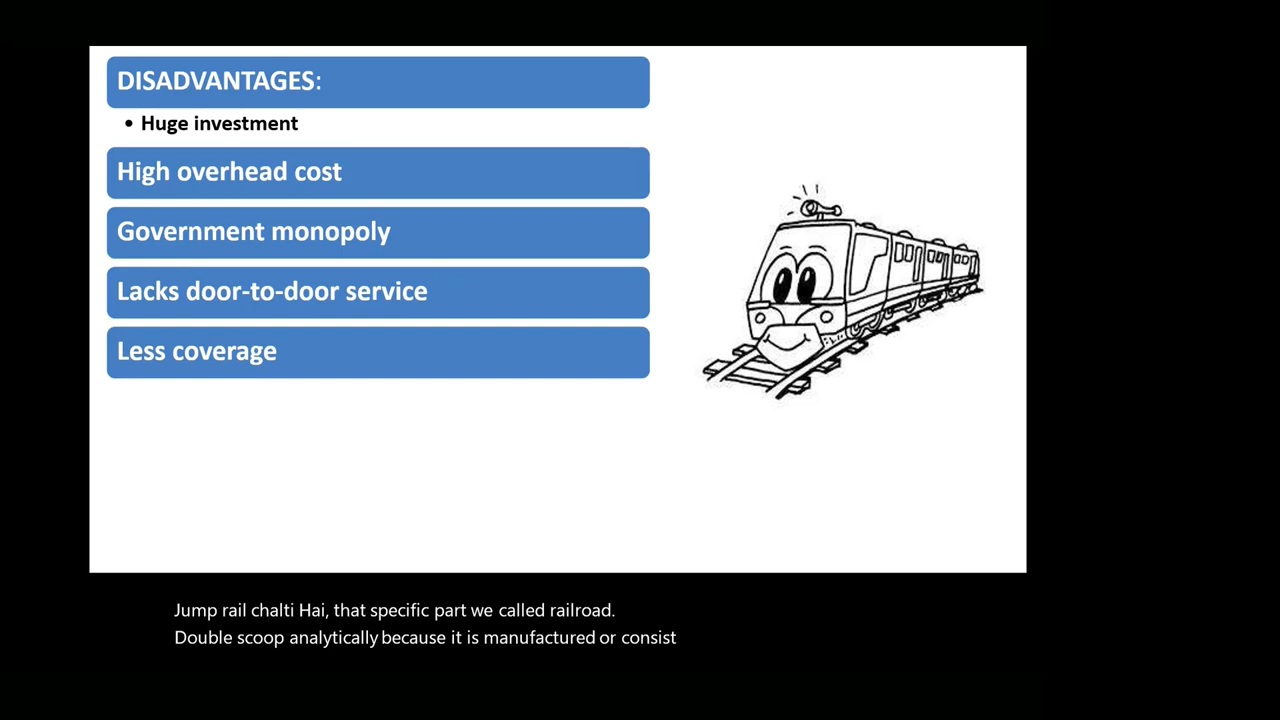 DISADVANTAGES:
• Huge investment
High overhead cost
Government monopoly
Lacks door-to-door service
Less coverage
Jump rail chalti Hai, that specific part we called railroad.
Double scoop analytically because it is manufactured or consist